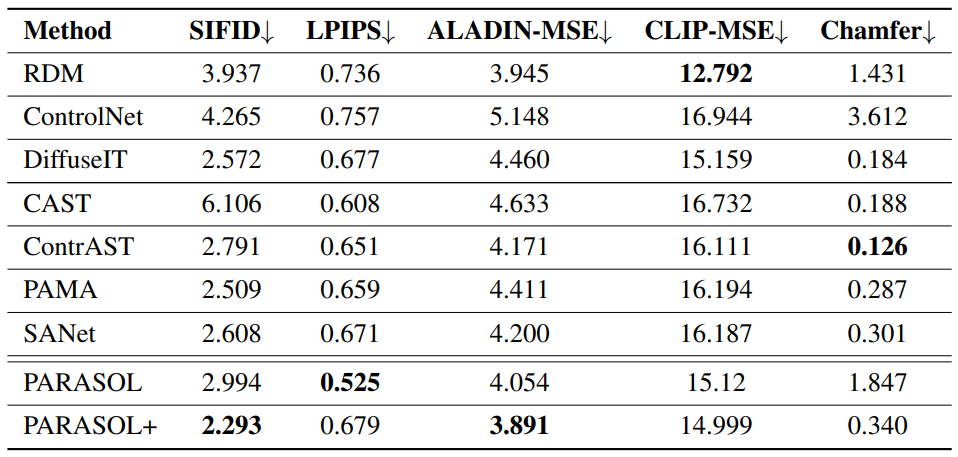 Method SIFID↓ LPIPS↓ ALADIN-MSE↓ CLIP-MSE↓ Chamfer↓
RDM 3.937 0.736 3.945 12.792 1.431
ControlNet 4.265 0.757 5.148 16.944 3.612
DiffuseIT 2.572 0.677 4.460 15.159 0.184
CAST 6.106 0.608 4.633 16.732 0.188
ContrAST 2.791 0.651 4.171 16.111 0.126
PAMA 2.509 0.659 4.411 16.194 0.287
SANet 2.608 0.671 4.200 16.187 0.301
PARASOL 2.994 0.525 4.054 15.12 1.847
PARASOL+ 2.293 0.679 3.891 14.999 0.340